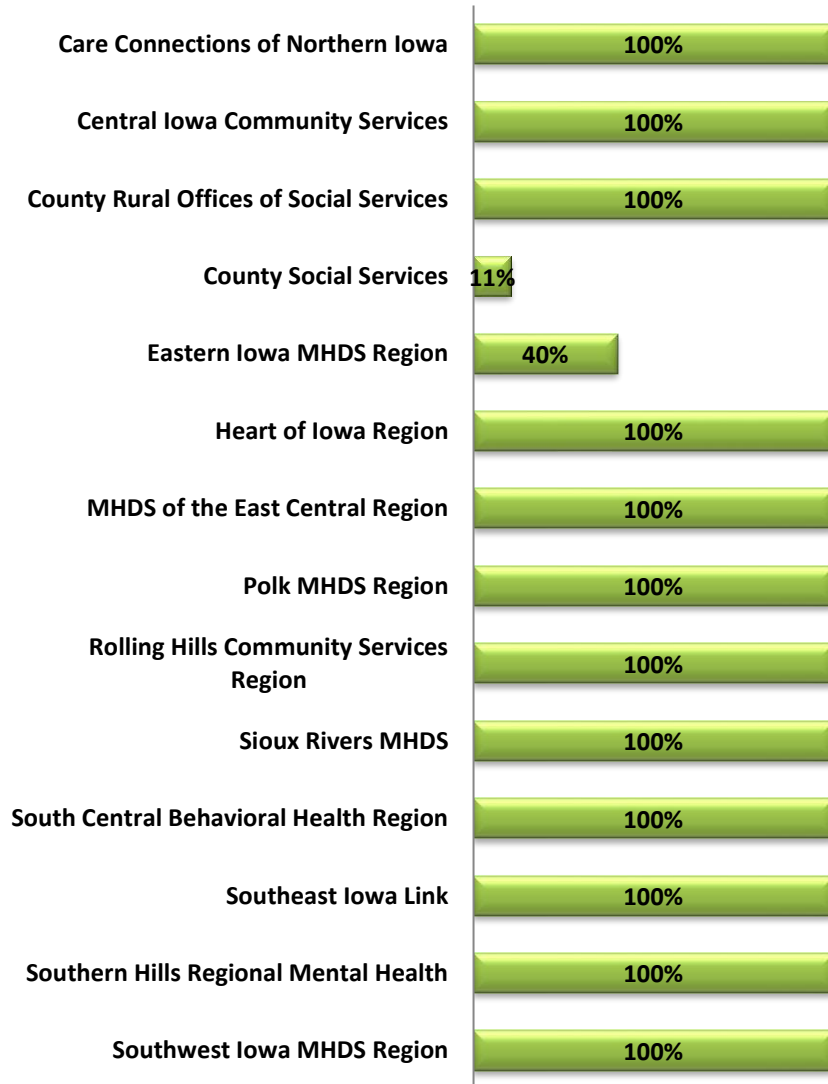 Care Connections of Northern Iowa 100%
Central Iowa Community Services 100%
County Rural Offices of Social Services 100%
County Social Services 11%
Eastern Iowa MHDS Region 40%
Heart of Iowa Region 100%
MHDS of the East Central Region 100%
Polk MHDS Region 100%
Rolling Hills Community Services
Region 100%
Sioux Rivers MHDS 100%
South Central Behavioral Health Region 100%
Southeast Iowa Link 100%
Southern Hills Regional Mental Health 100%
Southwest Iowa MHDS Region 100%